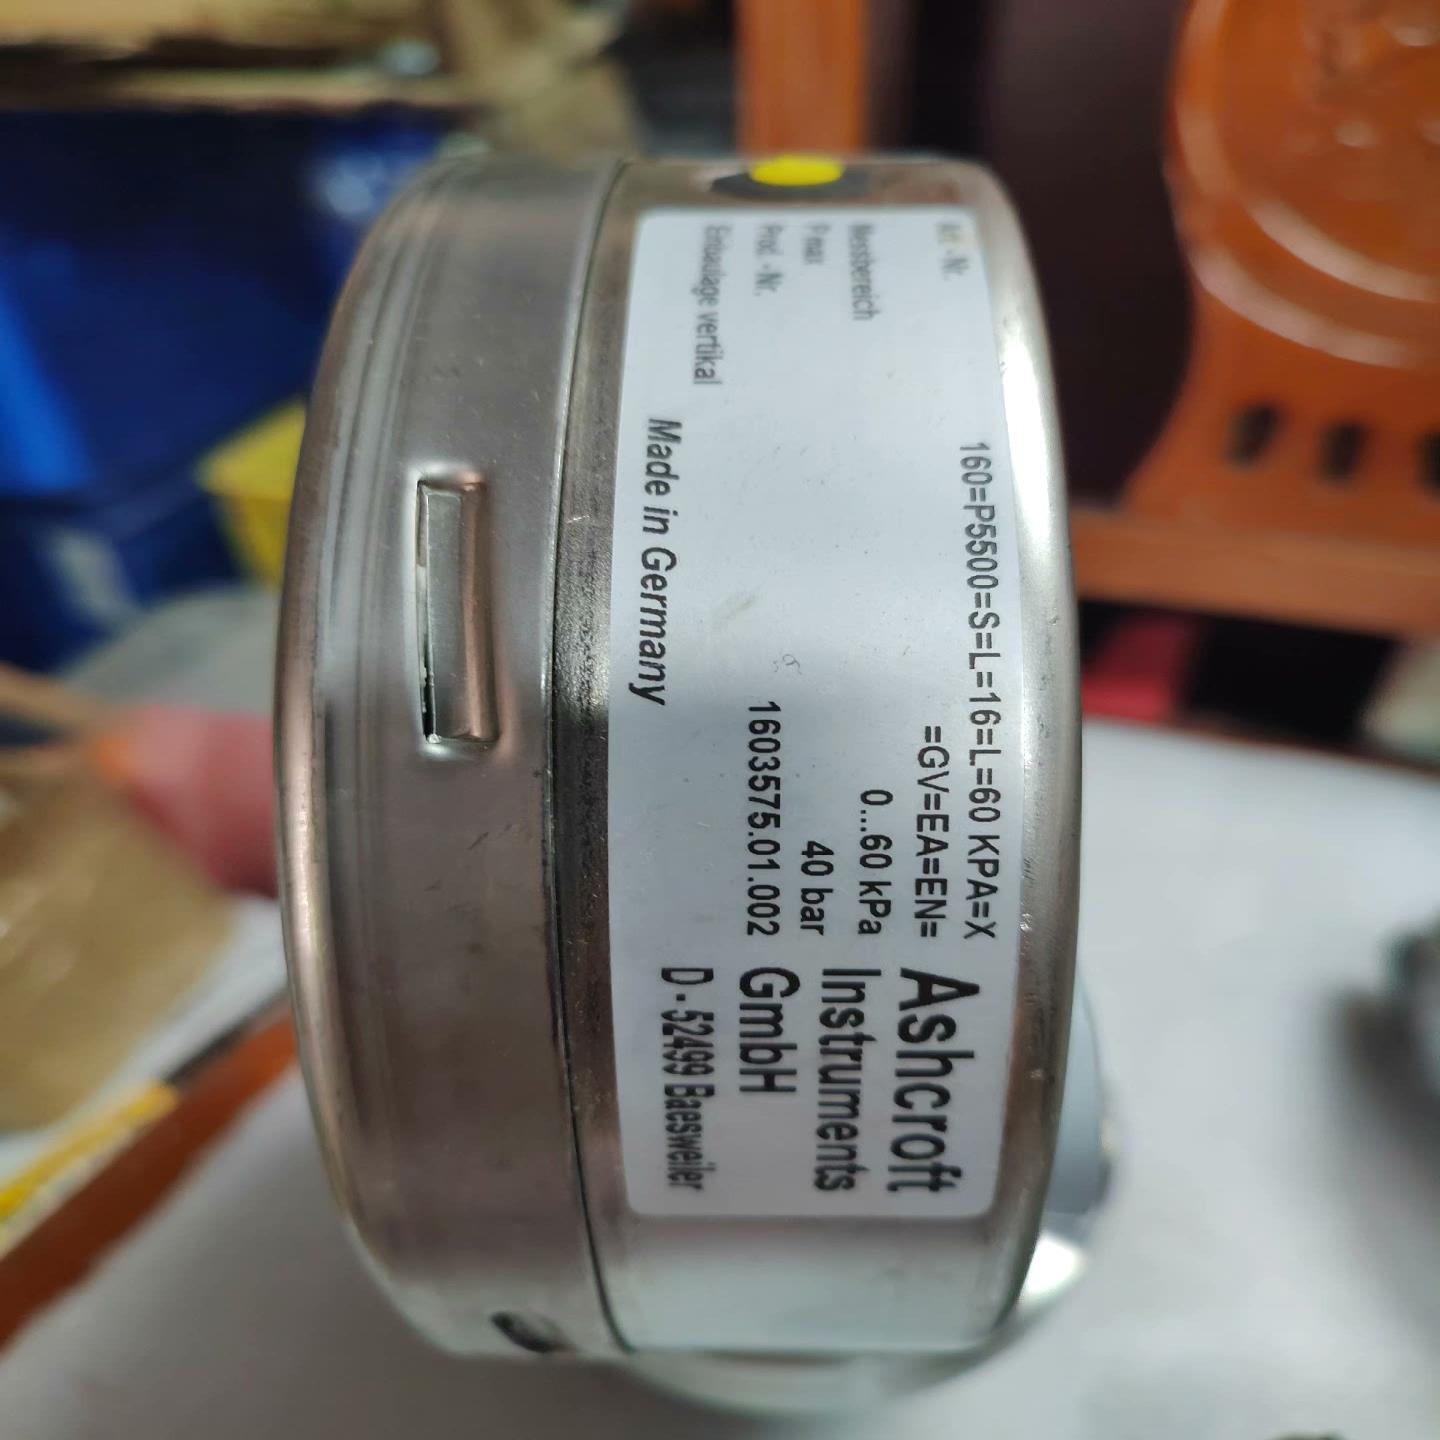 Art.-Nr. 160=P5500=S=L=16=L=60 KPA=X
=GV=EA=EN=
Messbereich 0...60 kPa
P max 40 bar
Prod.-Nr. 1603575.01.002
Einbaulage vertikal
Made in Germany
Ashcroft
Instruments
GmbH
D-52499 Baesweiler